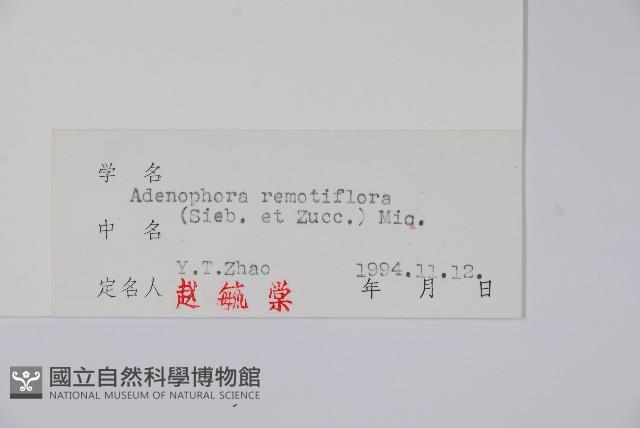 学 名
Adenophora remotiflora
(Sieb. et Zucc.) Miq.
中 名
Y.T.Zhao 1994.11.12.
定名人 赵毓棠 年 月 日
國立自然科學博物館
NATIONAL MUSEUM OF NATURAL SCIENCE